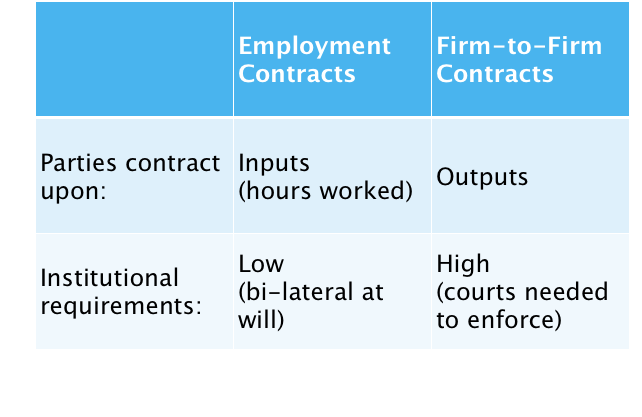 Employment
Contracts
Firm-to-Firm
Contracts
Parties contract
upon:
Inputs
(hours worked)
Outputs
Institutional
requirements:
Low
(bi-lateral at
will)
High
(courts needed
to enforce)